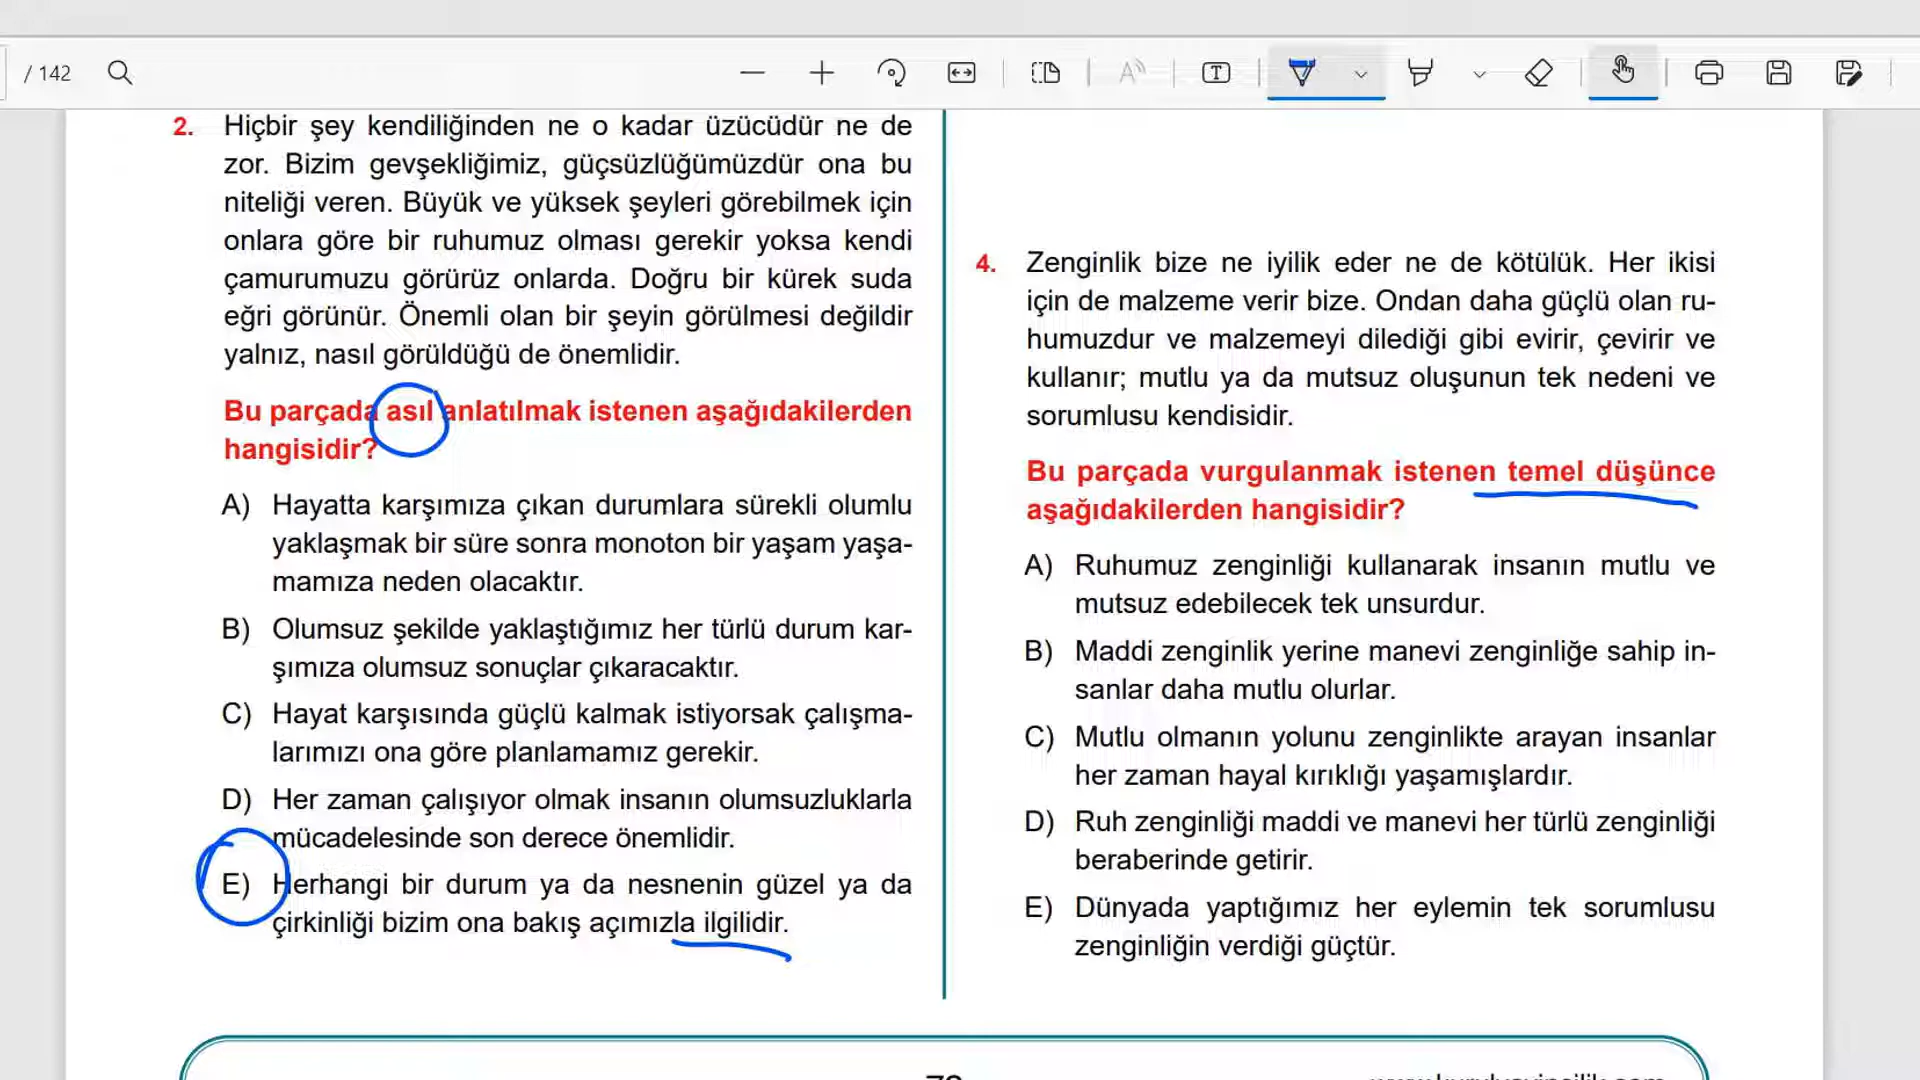 / 142
2. Hiçbir şey kendiliğinden ne o kadar üzücüdür ne de
zor. Bizim gevşekliğimiz, güçsüzlüğümüzdür ona bu
niteliği veren. Büyük ve yüksek şeyleri görebilmek için
onlara göre bir ruhumuz olması gerekir yoksa kendi
çamurumuzu görürüz onlarda. Doğru bir kürek suda
eğri görünür. Önemli olan bir şeyin görülmesi değildir
yalnız, nasıl görüldüğü de önemlidir.
Bu parçada asıl anlatılmak istenen aşağıdakilerden
hangisidir?
A) Hayatta karşımıza çıkan durumlara sürekli olumlu
yaklaşmak bir süre sonra monoton bir yaşam yaşa-
mamıza neden olacaktır.
B) Olumsuz şekilde yaklaştığımız her türlü durum kar-
şımıza olumsuz sonuçlar çıkaracaktır.
C) Hayat karşısında güçlü kalmak istiyorsak çalışma-
larımızı ona göre planlamamız gerekir.
D) Her zaman çalışıyor olmak insanın olumsuzluklarla
mücadelesinde son derece önemlidir.
E) Herhangi bir durum ya da nesnenin güzel ya da
çirkinliği bizim ona bakış açımızla ilgilidir.
4. Zenginlik bize ne iyilik eder ne de kötülük. Her ikisi
için de malzeme verir bize. Ondan daha güçlü olan ru-
humuzdur ve malzemeyi dilediği gibi evirir, çevirir ve
kullanır; mutlu ya da mutsuz oluşunun tek nedeni ve
sorumlusu kendisidir.
Bu parçada vurgulanmak istenen temel düşünce
aşağıdakilerden hangisidir?
A) Ruhumuz zenginliği kullanarak insanın mutlu ve
mutsuz edebilecek tek unsurdur.
B) Maddi zenginlik yerine manevi zenginliğe sahip in-
sanlar daha mutlu olurlar.
C) Mutlu olmanın yolunu zenginlikte arayan insanlar
her zaman hayal kırıklığı yaşamışlardır.
D) Ruh zenginliği maddi ve manevi her türlü zenginliği
beraberinde getirir.
E) Dünyada yaptığımız her eylemin tek sorumlusu
zenginliğin verdiği güçtür.